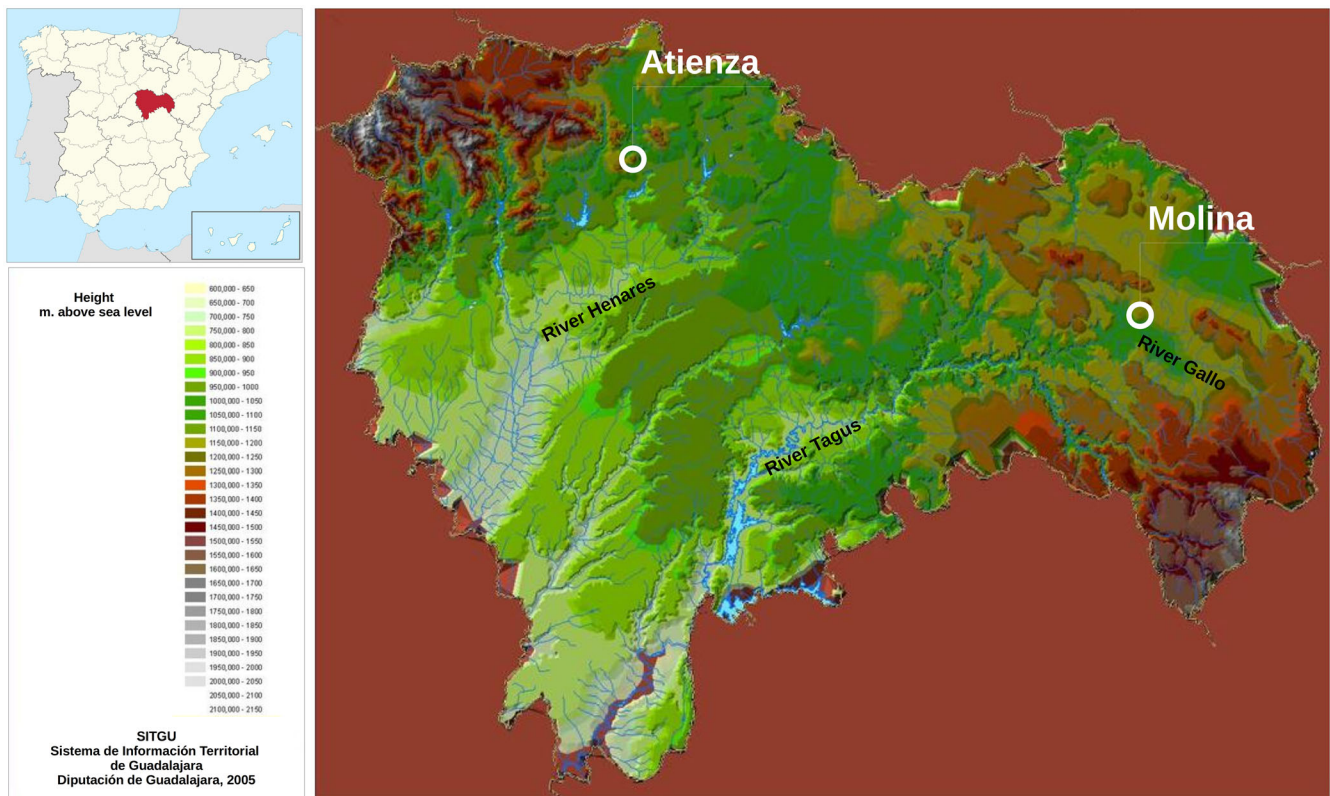 Atienza
Molina
River Henares
River Gallo
River Tagus
Height
m. above sea level
600,000 - 650
650,000 - 700
700,000 - 750
750,000 - 800
800,000 - 850
850,000 - 900
900,000 - 950
950,000 - 1000
1000,000 - 1050
1050,000 - 1100
1100,000 - 1150
1150,000 - 1200
1200,000 - 1250
1250,000 - 1300
1300,000 - 1350
1350,000 - 1400
1400,000 - 1450
1450,000 - 1500
1500,000 - 1550
1550,000 - 1600
1600,000 - 1650
1650,000 - 1700
1700,000 - 1750
1750,000 - 1800
1800,000 - 1850
1850,000 - 1900
1900,000 - 1950
1950,000 - 2000
2000,000 - 2050
2050,000 - 2100
2100,000 - 2150
SITGU
Sistema de Información Territorial
de Guadalajara
Diputación de Guadalajara, 2005